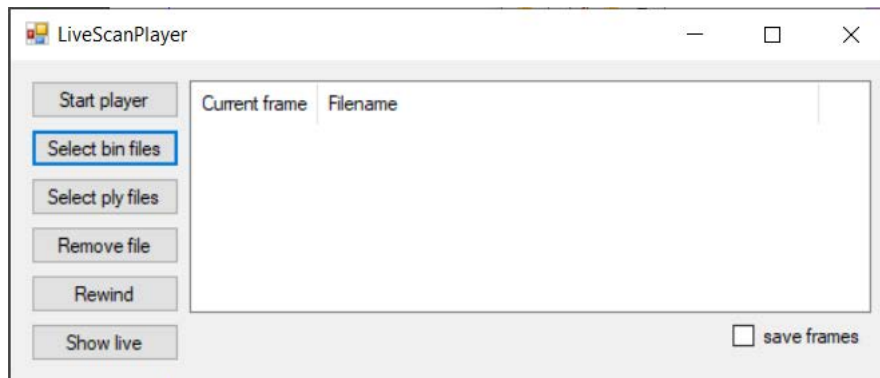 LiveScanPlayer
Start player
Current frame Filename
Select bin files
Select ply files
Remove file
Rewind
Show live
save frames